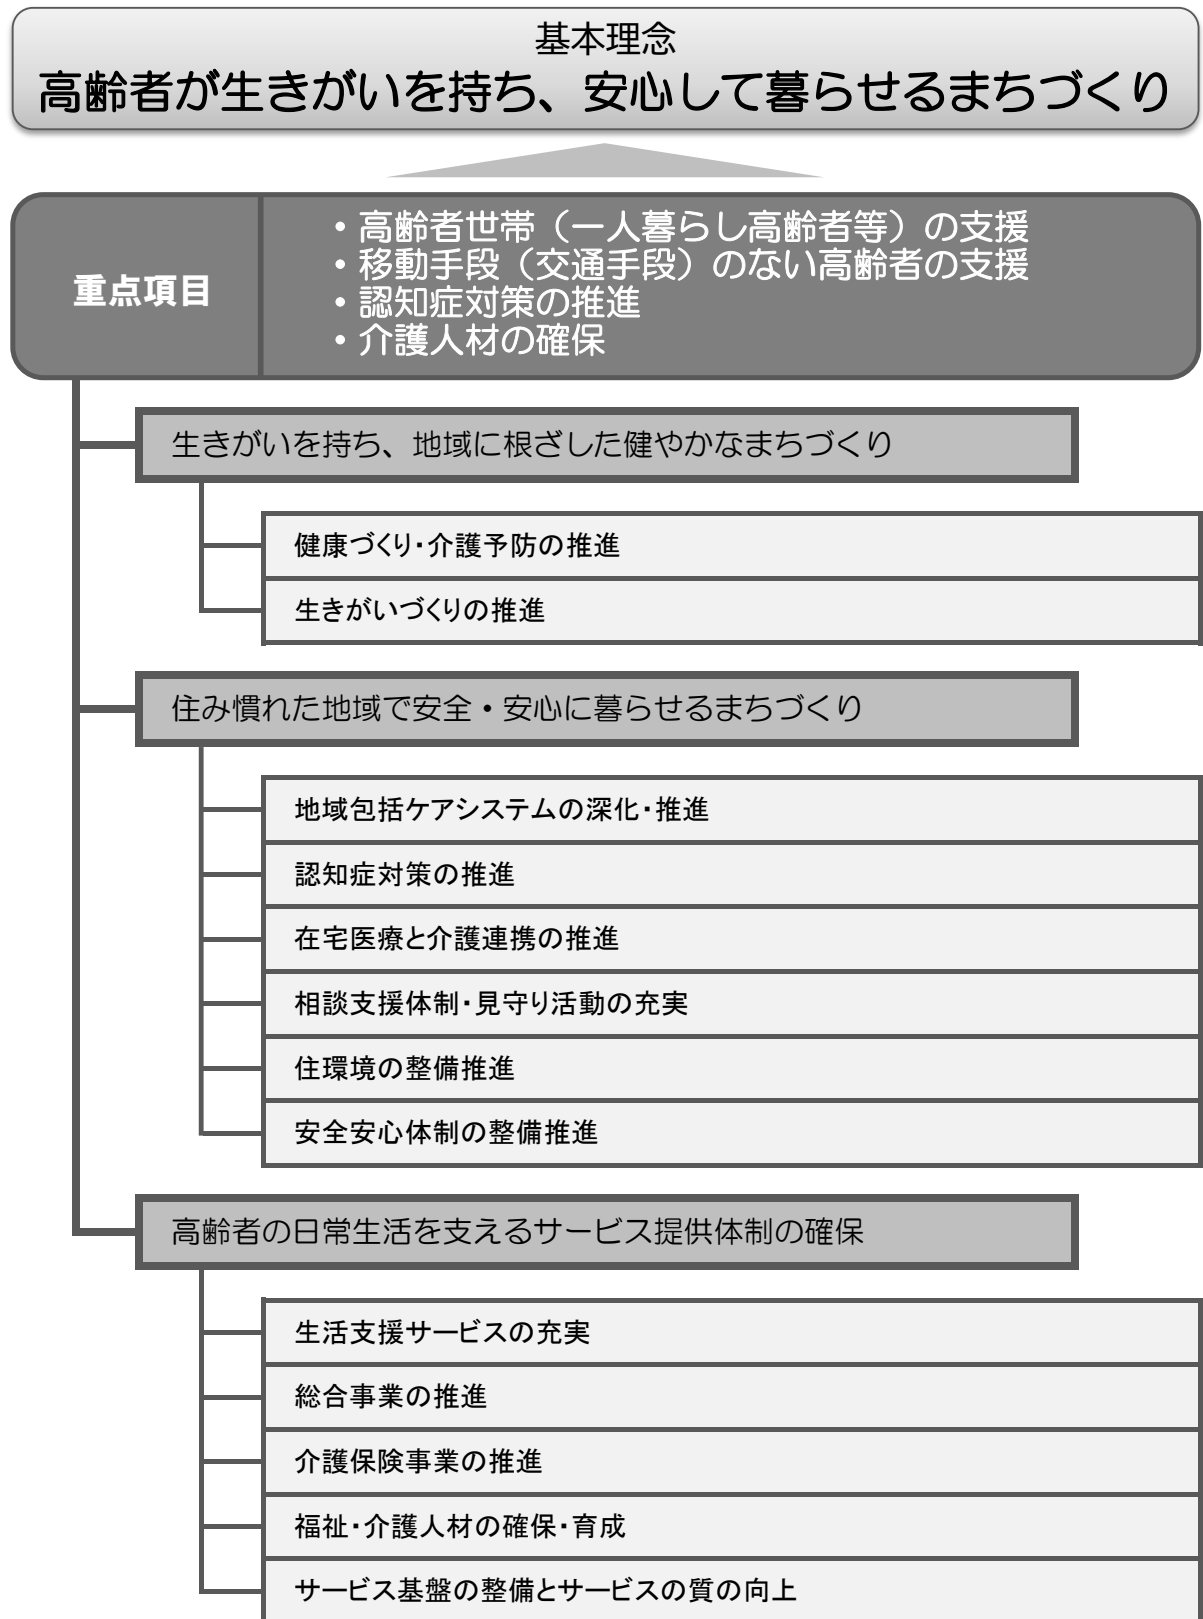 基本理念
高齢者が生きがいを持ち、安心して暮らせるまちづくり
重点項目
・高齢者世帯（一人暮らし高齢者等）の支援
・移動手段（交通手段）のない高齢者の支援
・認知症対策の推進
・介護人材の確保
生きがいを持ち、地域に根ざした健やかなまちづくり
健康づくり・介護予防の推進
生きがいづくりの推進
住み慣れた地域で安全・安心に暮らせるまちづくり
地域包括ケアシステムの深化・推進
認知症対策の推進
在宅医療と介護連携の推進
相談支援体制・見守り活動の充実
住環境の整備推進
安全安心体制の整備推進
高齢者の日常生活を支えるサービス提供体制の確保
生活支援サービスの充実
総合事業の推進
介護保険事業の推進
福祉・介護人材の確保・育成
サービス基盤の整備とサービスの質の向上